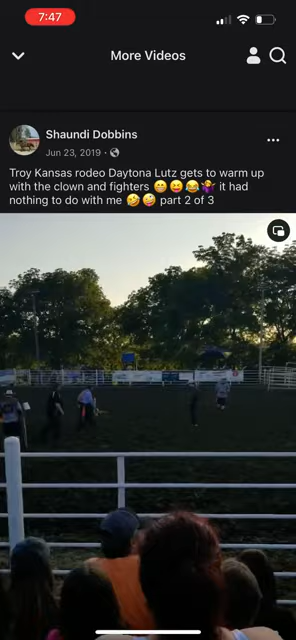 7:47
More Videos
Shaundi Dobbins
Jun 23, 2019 ·
Troy Kansas rodeo Daytona Lutz gets to warm up
with the clown and fighters 😁😝😂🤷‍♀️ it had
nothing to do with me 🤣🤪 part 2 of 3